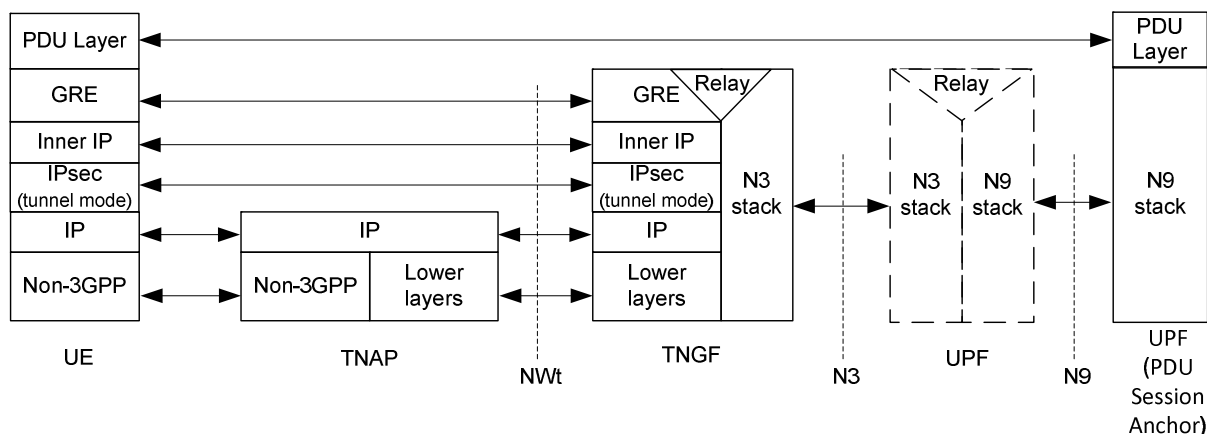 PDU Layer
PDU
Layer
GRE
GRE
Relay
Relay
Inner IP
Inner IP
IPsec
(tunnel mode)
IPsec
(tunnel mode)
N3
stack
N3
stack
N9
stack
N9
stack
IP
IP
IP
Non-3GPP
Non-3GPP
Lower
layers
Lower
layers
UE
TNAP
NWt
TNGF
N3
UPF
N9
UPF
(PDU
Session
Anchor)